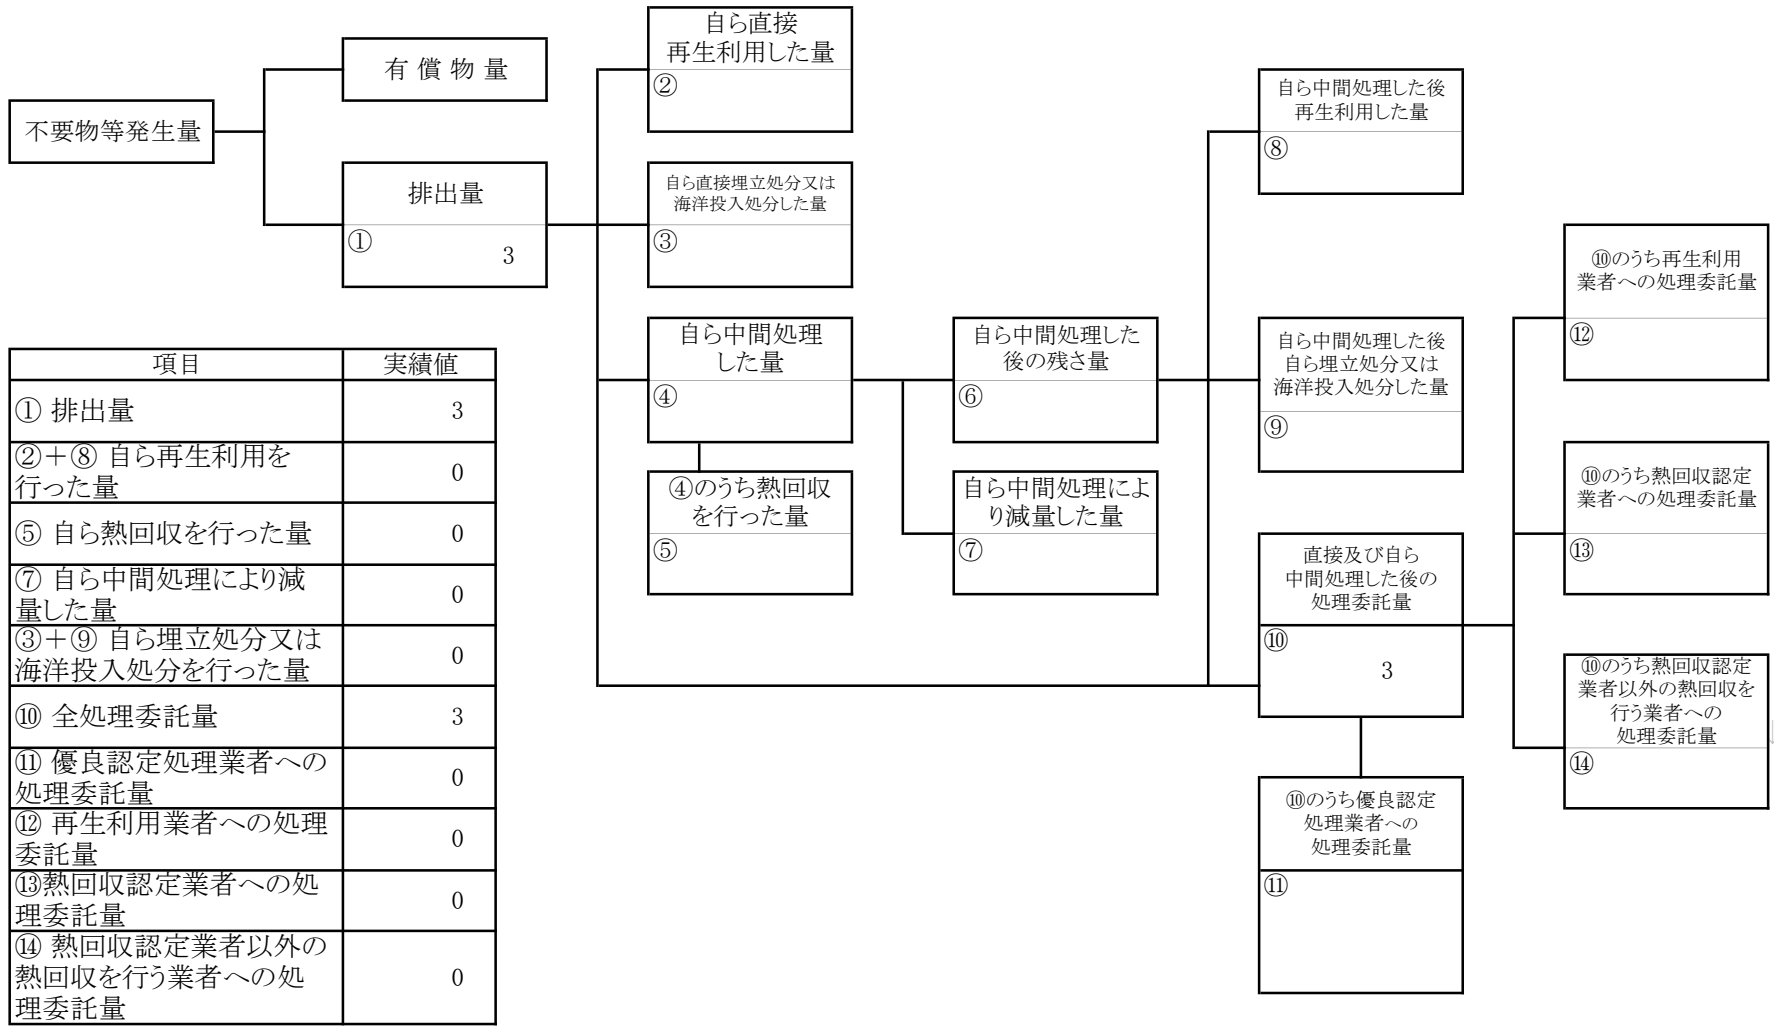 不要物等発生量
有 償 物 量
排出量
①
3
自ら直接
再生利用した量
②
自ら直接埋立処分又は
海洋投入処分した量
③
自ら中間処理
した量
④
④のうち熱回収
を行った量
⑤
自ら中間処理した
後の残さ量
⑥
自ら中間処理によ
り減量した量
⑦
自ら中間処理した後
再生利用した量
⑧
自ら中間処理した後
自ら埋立処分又は
海洋投入処分した量
⑨
直接及び自ら
中間処理した後の
処理委託量
⑩
3
⑩のうち優良認定
処理業者への
処理委託量
⑪
⑩のうち再生利用
業者への処理委託量
⑫
⑩のうち熱回収認定
業者への処理委託量
⑬
⑩のうち熱回収認定
業者以外の熱回収を
行う業者への
処理委託量
⑭
項目 実績値
① 排出量 3
②＋⑧ 自ら再生利用を
行った量 0
⑤ 自ら熱回収を行った量 0
⑦ 自ら中間処理により減
量した量 0
③＋⑨ 自ら埋立処分又は
海洋投入処分を行った量 0
⑩ 全処理委託量 3
⑪ 優良認定処理業者への
処理委託量 0
⑫ 再生利用業者への処理
委託量 0
⑬熱回収認定業者への処
理委託量 0
⑭ 熱回収認定業者以外の
熱回収を行う業者への処 0
理委託量